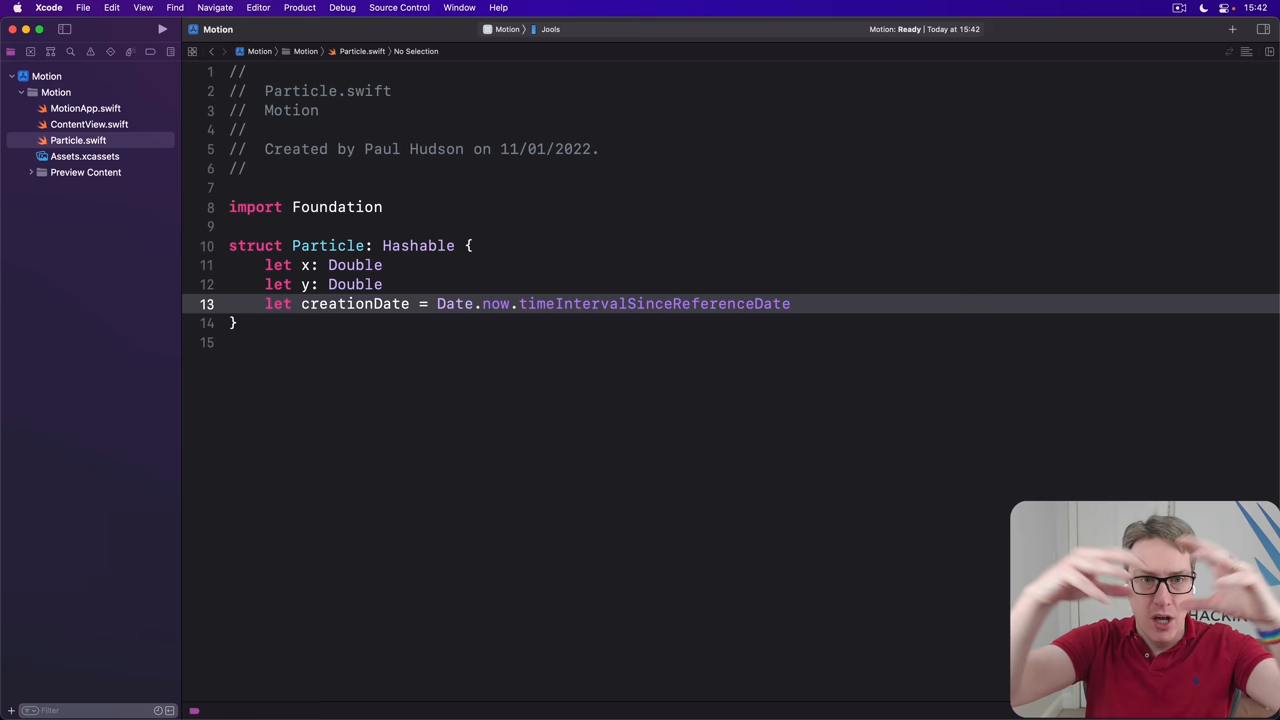 Xcode File Edit View Find Navigate Editor Product Debug Source Control Window Help 15:42
Motion Motion Jools Motion: Ready | Today at 15:42
Motion Motion Particle.swift No Selection
Motion
Motion
MotionApp.swift
ContentView.swift
Particle.swift
Assets.xcassets
Preview Content
1 //
2 // Particle.swift
3 // Motion
4 //
5 // Created by Paul Hudson on 11/01/2022.
6 //
7
8 import Foundation
9
10 struct Particle: Hashable {
11 let x: Double
12 let y: Double
13 let creationDate = Date.now.timeIntervalSinceReferenceDate
14 }
15
HACKIN
Filter